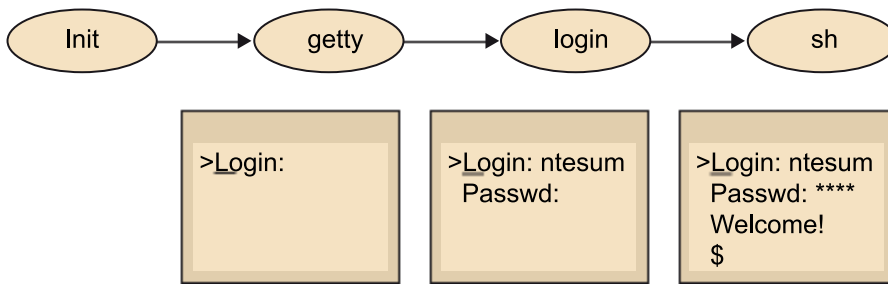 Init
getty
login
sh
>Login:
>Login: ntesum
Passwd:
>Login: ntesum
Passwd: ****
Welcome!
$